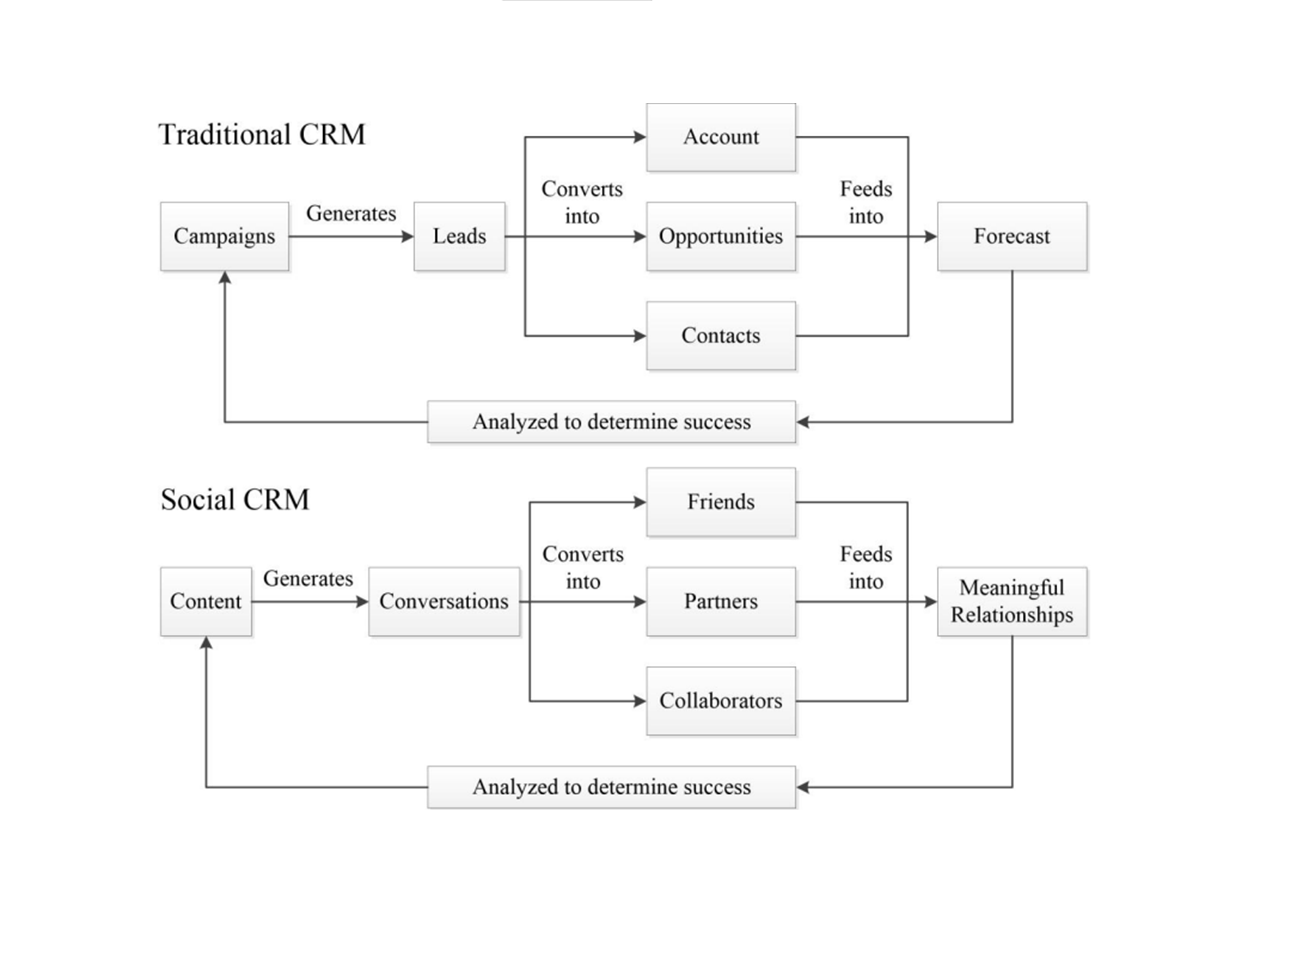 Traditional CRM
Account
Converts
into
Feeds
into
Generates
Campaigns
Leads
Opportunities
Forecast
Contacts
Analyzed to determine success
Social CRM
Friends
Converts
into
Feeds
into
Generates
Content
Conversations
Partners
Meaningful
Relationships
Collaborators
Analyzed to determine success